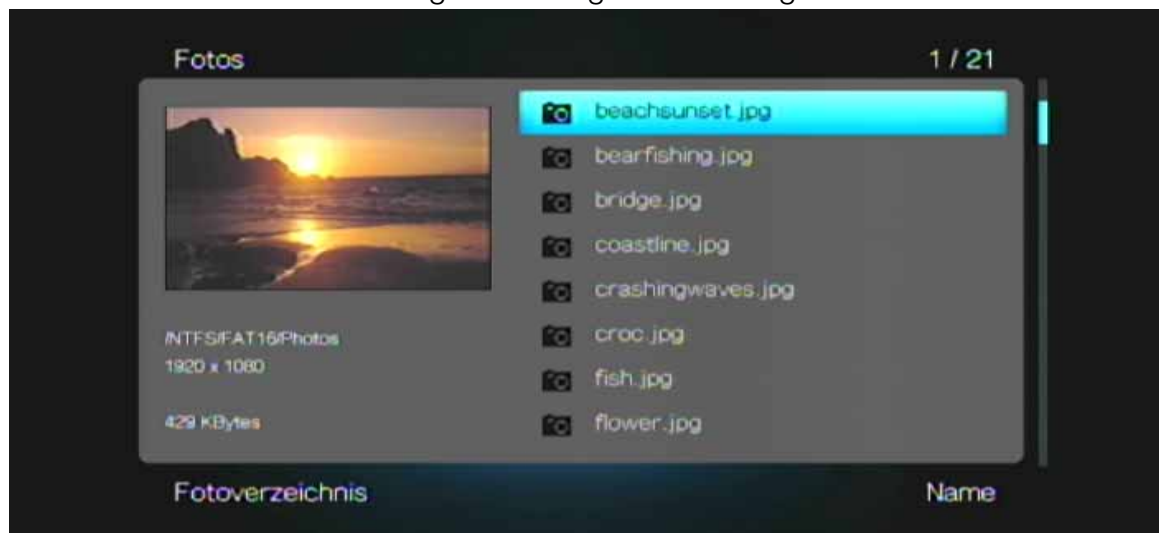 Fotos
1 / 21
beachsunset.jpg
bearfishing.jpg
bridge.jpg
coastline.jpg
crashingwaves.jpg
croc.jpg
fish.jpg
flower.jpg
/NTFS/FAT16/Photos
1920 x 1080
429 KBytes
Fotoverzeichnis
Name